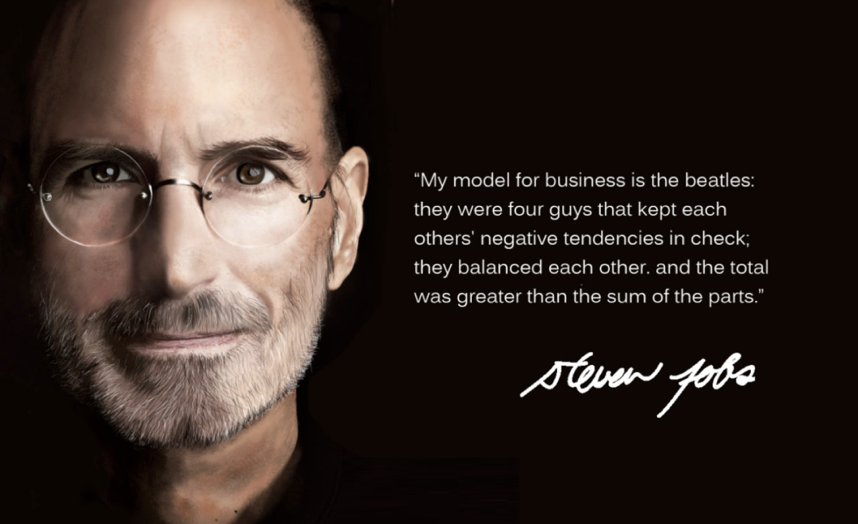 “My model for business is the beatles:
they were four guys that kept each
others' negative tendencies in check;
they balanced each other. and the total
was greater than the sum of the parts.”
steven jobs